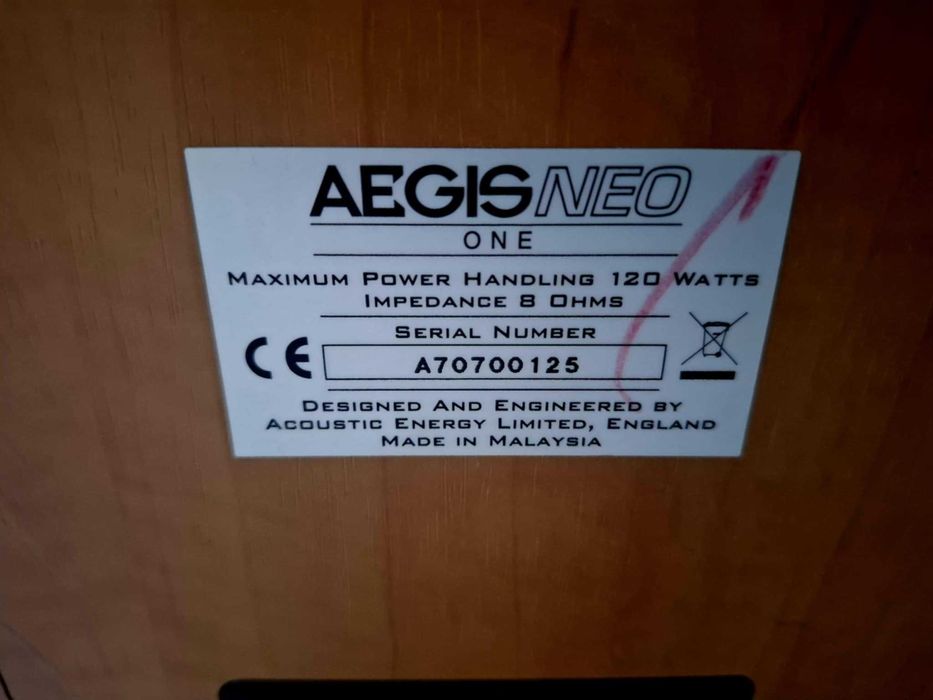 AEGIS NEO
ONE
MAXIMUM POWER HANDLING 120 WATTS
IMPEDANCE 8 OHMS
SERIAL NUMBER
CE
A70700125
DESIGNED AND ENGINEERED BY
ACOUSTIC ENERGY LIMITED, ENGLAND
MADE IN MALAYSIA